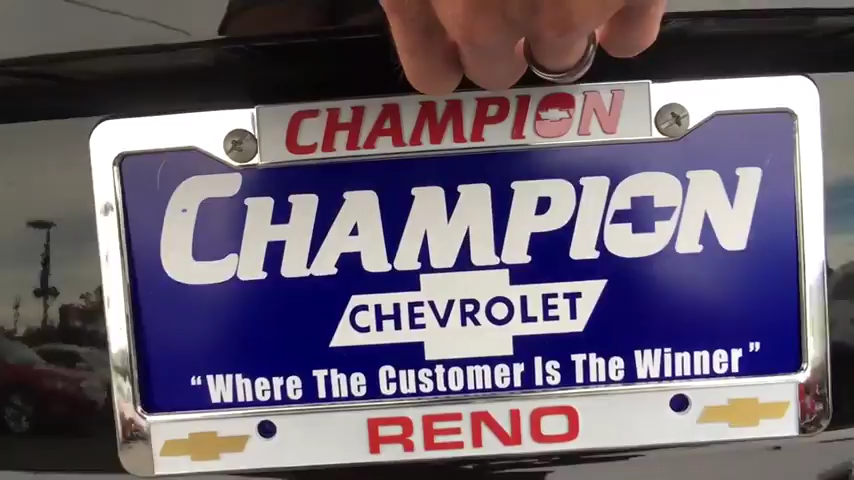 CHAMPION
CHAMPION
CHEVROLET
"Where The Customer Is The Winner"
RENO